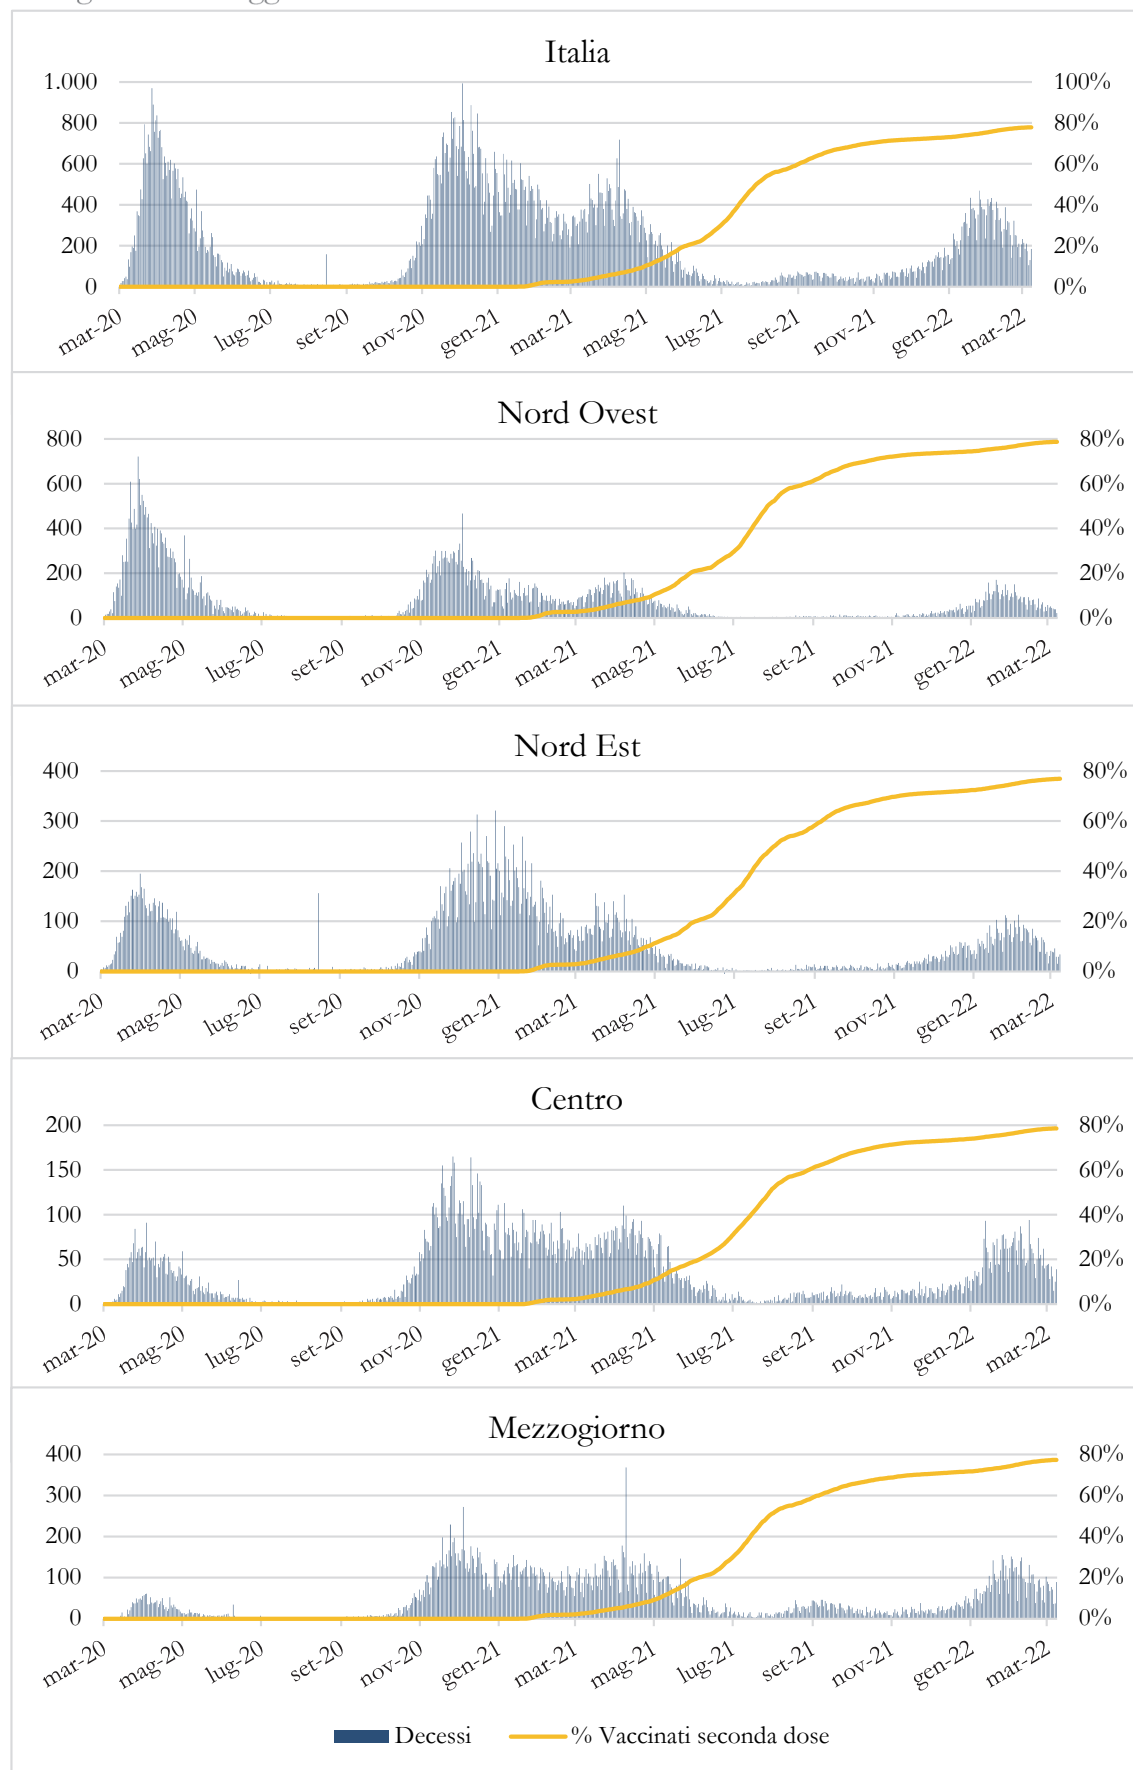 Italia
1.000 100%
800 80%
600 60%
400 40%
200 20%
0 0%
mar-20 mag-20 lug-20 set-20 nov-20 gen-21 mar-21 mag-21 lug-21 set-21 nov-21 gen-22 mar-22
Nord Ovest
800 80%
600 60%
400 40%
200 20%
0 0%
mar-20 mag-20 lug-20 set-20 nov-20 gen-21 mar-21 mag-21 lug-21 set-21 nov-21 gen-22 mar-22
Nord Est
400 80%
300 60%
200 40%
100 20%
0 0%
mar-20 mag-20 lug-20 set-20 nov-20 gen-21 mar-21 mag-21 lug-21 set-21 nov-21 gen-22 mar-22
Centro
200 80%
150 60%
100 40%
50 20%
0 0%
mar-20 mag-20 lug-20 set-20 nov-20 gen-21 mar-21 mag-21 lug-21 set-21 nov-21 gen-22 mar-22
Mezzogiorno
400 80%
300 60%
200 40%
100 20%
0 0%
mar-20 mag-20 lug-20 set-20 nov-20 gen-21 mar-21 mag-21 lug-21 set-21 nov-21 gen-22 mar-22
Decessi % Vaccinati seconda dose